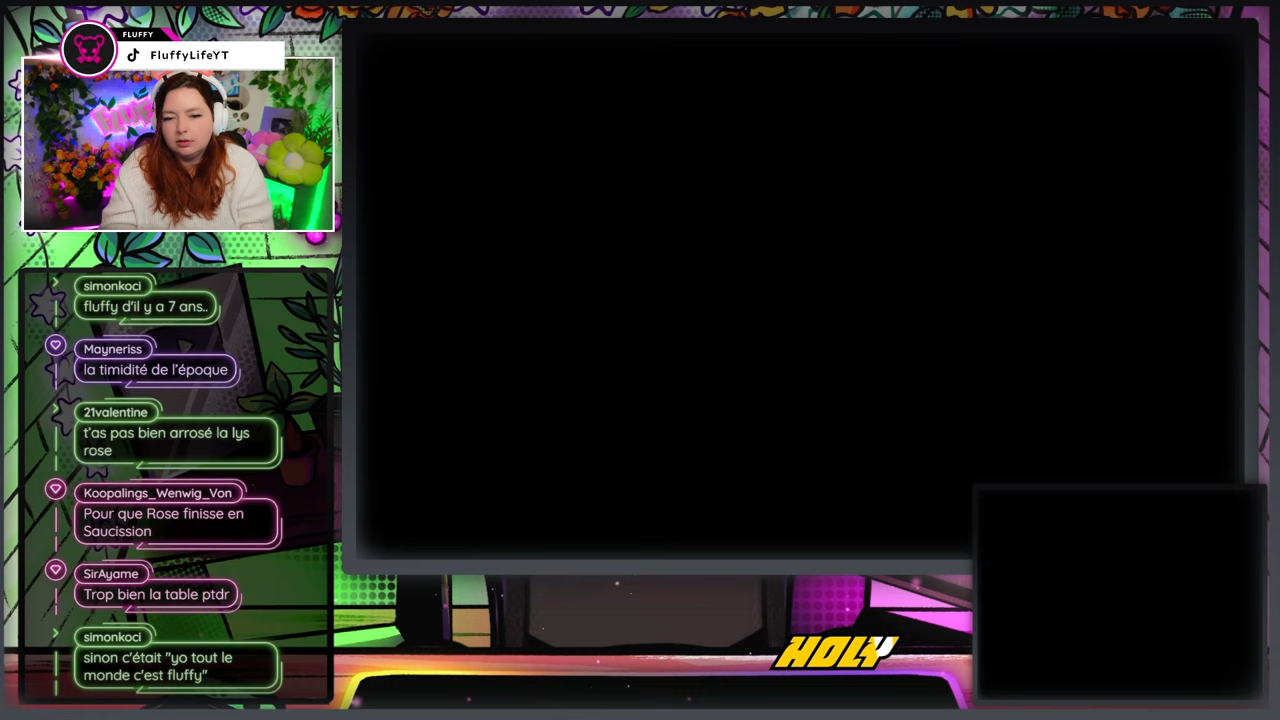 FLUFFY
FluffyLifeYT
simonkoci
fluffy d'il y a 7 ans..
Mayneriss
la timidité de l'époque
21valentine
t'as pas bien arrosé la lys
rose
Koopalings_Wenwig_Von
Pour que Rose finisse en
Saucission
SirAyame
Trop bien la table ptdr
simonkoci
sinon c'était "yo tout le
monde c'est fluffy"
HOLY